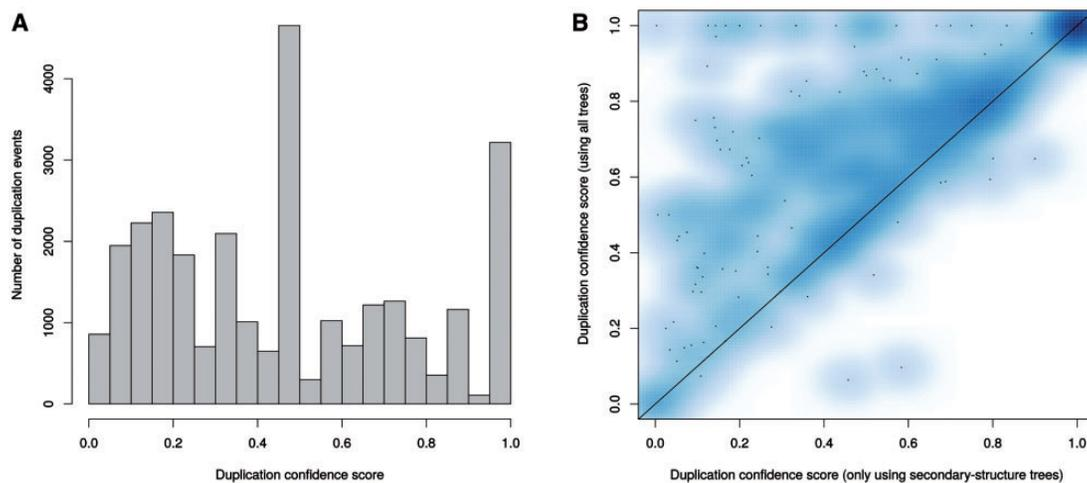 A
Number of duplication events
4000
3000
2000
1000
0
0.0 0.2 0.4 0.6 0.8 1.0
Duplication confidence score
B
Duplication confidence score (using all trees)
1.0
0.8
0.6
0.4
0.2
0.0
0.0 0.2 0.4 0.6 0.8 1.0
Duplication confidence score (only using secondary-structure trees)